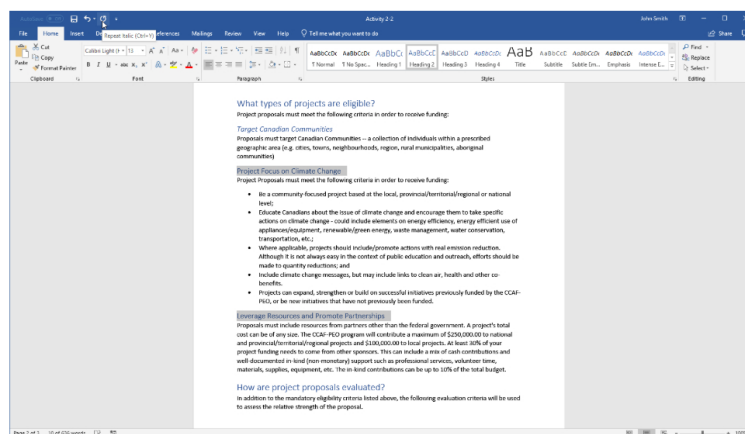 AutoSave
Activity 2-2
John Smith
File Home Insert References Mailings Review View Help Tell me what you want to do
Share
Repeat Italic (Ctrl+Y)
Cut
Copy
Format Painter
Paste
Calibri Light (H 13
Clipboard Font Paragraph Styles Editing
AaBbCcDc AaBbCcDc AaBbCc AaBbCcC AaBbCcD AaBbCcDc AaB AaBbCcD AaBbCcDc AaBbCcDc AaBbCcDc
¶ Normal ¶ No Spac... Heading 1 Heading 2 Heading 3 Heading 4 Title Subtitle Subtle Em... Emphasis Intense E...
Find
Replace
Select
What types of projects are eligible?
Project proposals must meet the following criteria in order to receive funding:
Target Canadian Communities
Proposals must target Canadian Communities – a collection of individuals within a prescribed
geographic area (e.g. cities, towns, neighbourhoods, region, rural municipalities, aboriginal
communities)
Project Focus on Climate Change
Project Proposals must meet the following criteria in order to receive funding:
• Be a community-focused project based at the local, provincial/territorial/regional or national
level;
• Educate Canadians about the issue of climate change and encourage them to take specific
actions on climate change - could include elements on energy efficiency, energy efficient use of
appliances/equipment, renewable/green energy, waste management, water conservation,
transportation, etc.;
• Where applicable, projects should include/promote actions with real emission reduction.
Although it is not always easy in the context of public education and outreach, efforts should be
made to quantity reductions; and
• Include climate change messages, but may include links to clean air, health and other co-
benefits.
• Projects can expand, strengthen or build on successful initiatives previously funded by the CCAF-
PEO, or be new initiatives that have not previously been funded.
Leverage Resources and Promote Partnerships
Proposals must include resources from partners other than the federal government. A project's total
cost can be of any size. The CCAF-PEO program will contribute a maximum of $250,000.00 to national
and provincial/territorial/regional projects and $100,000.00 to local projects. At least 30% of your
project funding needs to come from other sponsors. This can include a mix of cash contributions and
well-documented in-kind (non-monetary) support such as professional services, volunteer time,
materials, supplies, equipment, etc. The in-kind contributions can be up to 10% of the total budget.
How are project proposals evaluated?
In addition to the mandatory eligibility criteria listed above, the following evaluation criteria will be used
to assess the relative strength of the proposal.